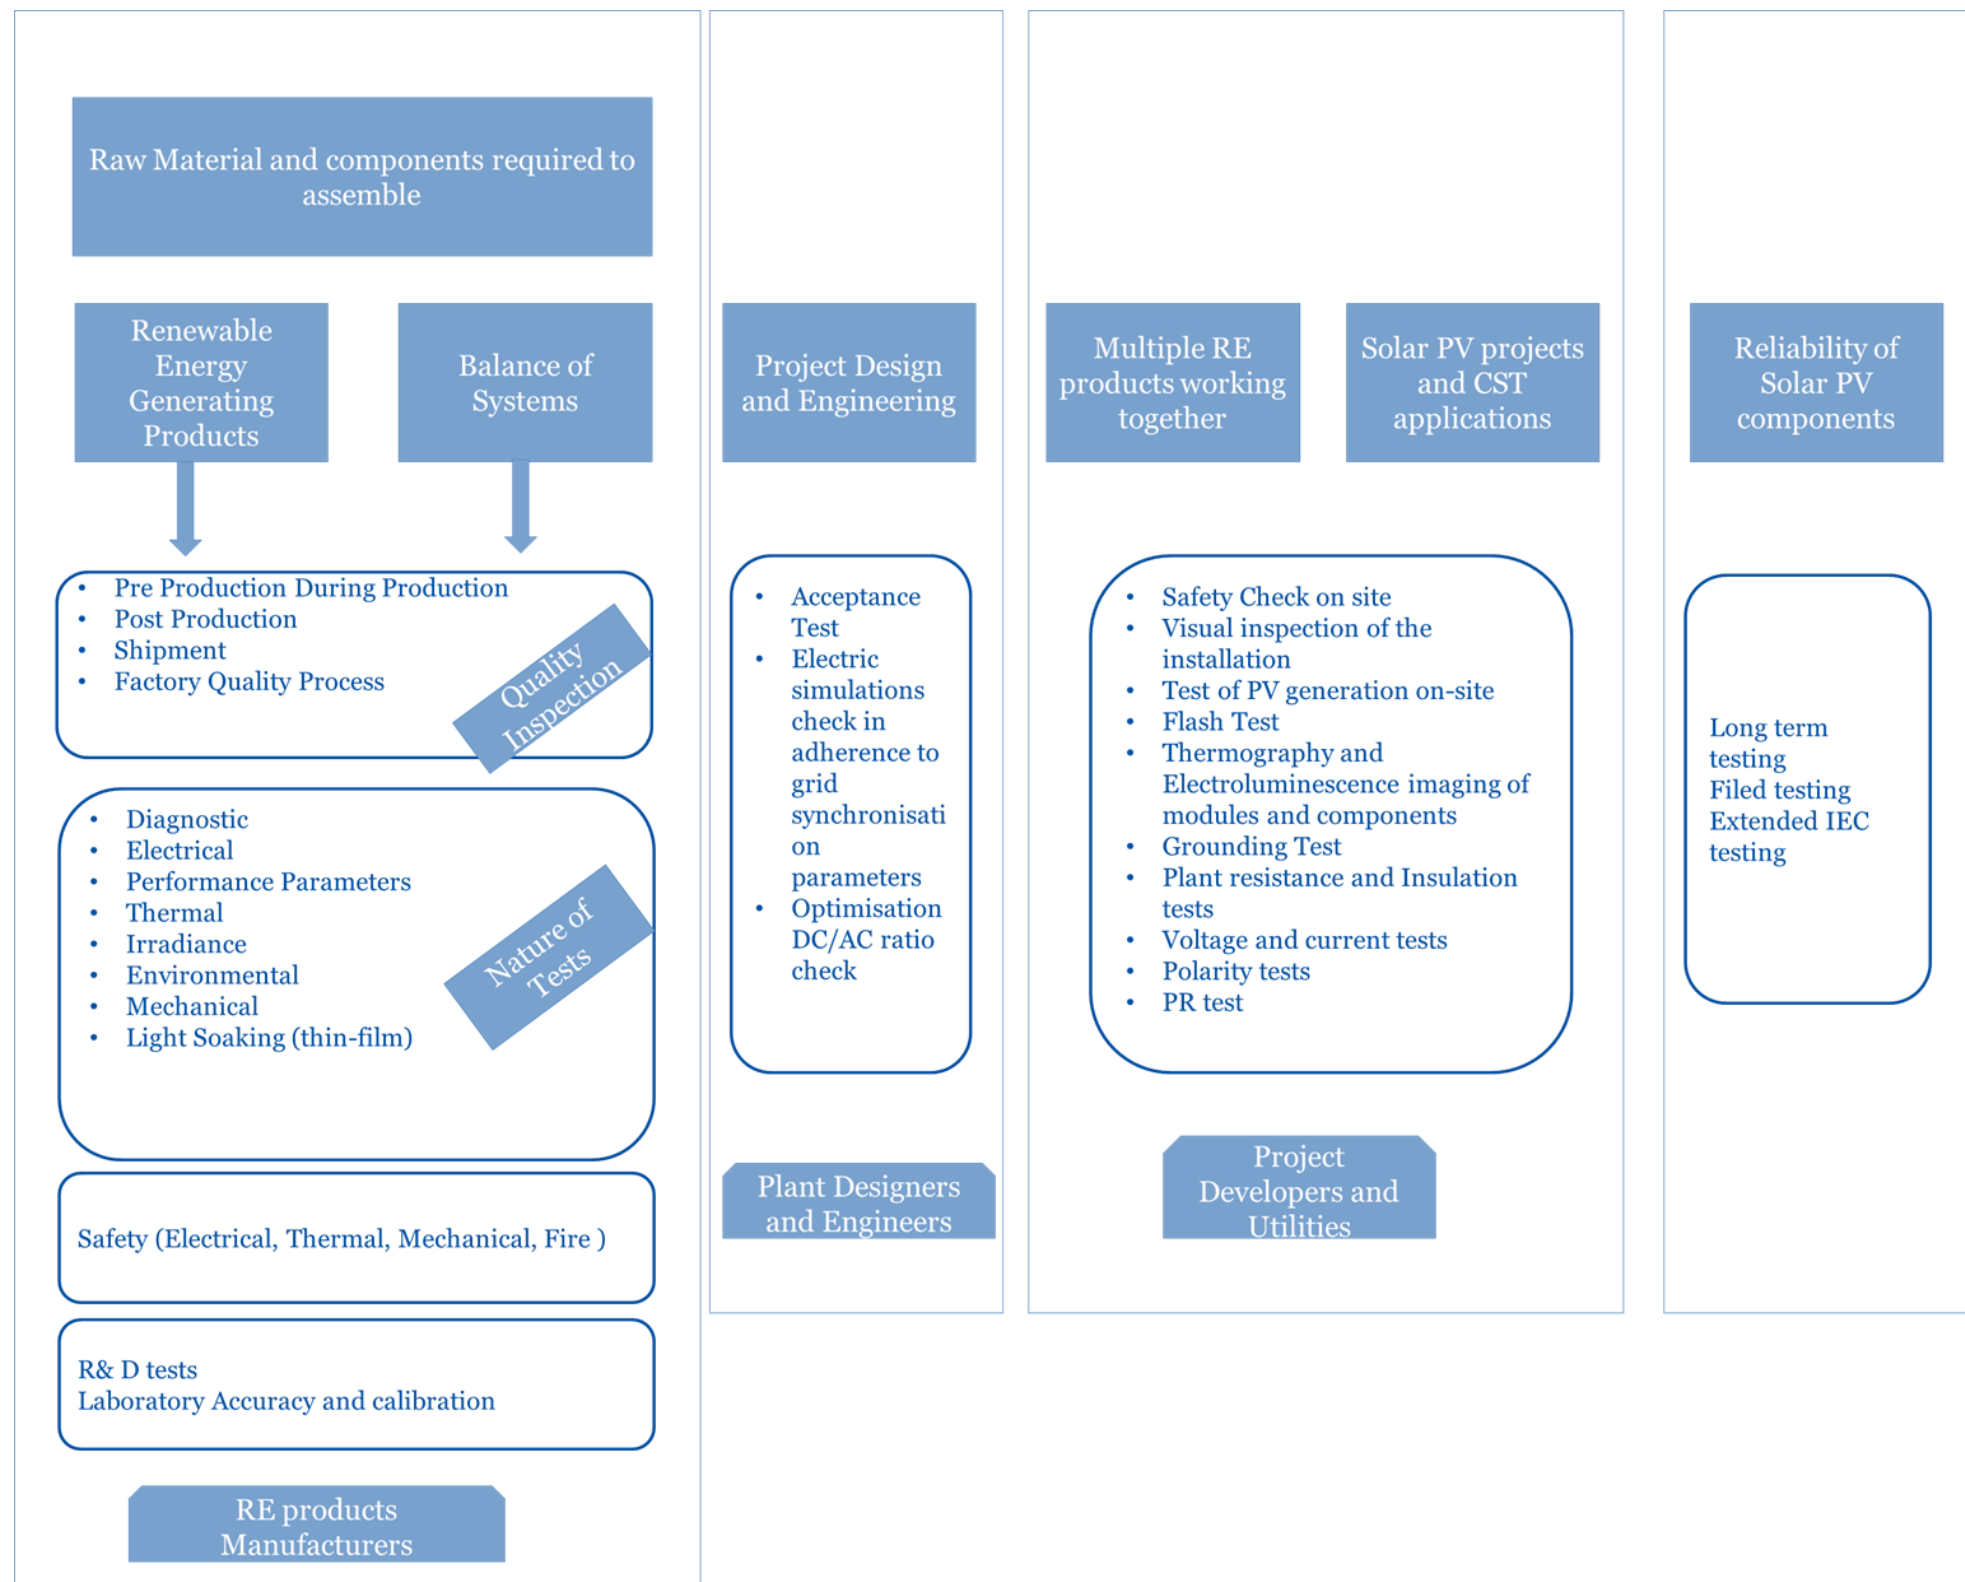 Raw Material and components required to
assemble
Renewable
Energy
Generating
Products
Balance of
Systems
• Pre Production During Production
• Post Production
• Shipment
• Factory Quality Process
Quality
Inspection
• Diagnostic
• Electrical
• Performance Parameters
• Thermal
• Irradiance
• Environmental
• Mechanical
• Light Soaking (thin-film)
Nature of
Tests
Safety (Electrical, Thermal, Mechanical, Fire )
R& D tests
Laboratory Accuracy and calibration
RE products
Manufacturers
Project Design
and Engineering
• Acceptance
Test
• Electric
simulations
check in
adherence to
grid
synchronisati
on
parameters
• Optimisation
DC/AC ratio
check
Plant Designers
and Engineers
Multiple RE
products working
together
Solar PV projects
and CST
applications
• Safety Check on site
• Visual inspection of the
installation
• Test of PV generation on-site
• Flash Test
• Thermography and
Electroluminescence imaging of
modules and components
• Grounding Test
• Plant resistance and Insulation
tests
• Voltage and current tests
• Polarity tests
• PR test
Project
Developers and
Utilities
Reliability of
Solar PV
components
Long term
testing
Filed testing
Extended IEC
testing